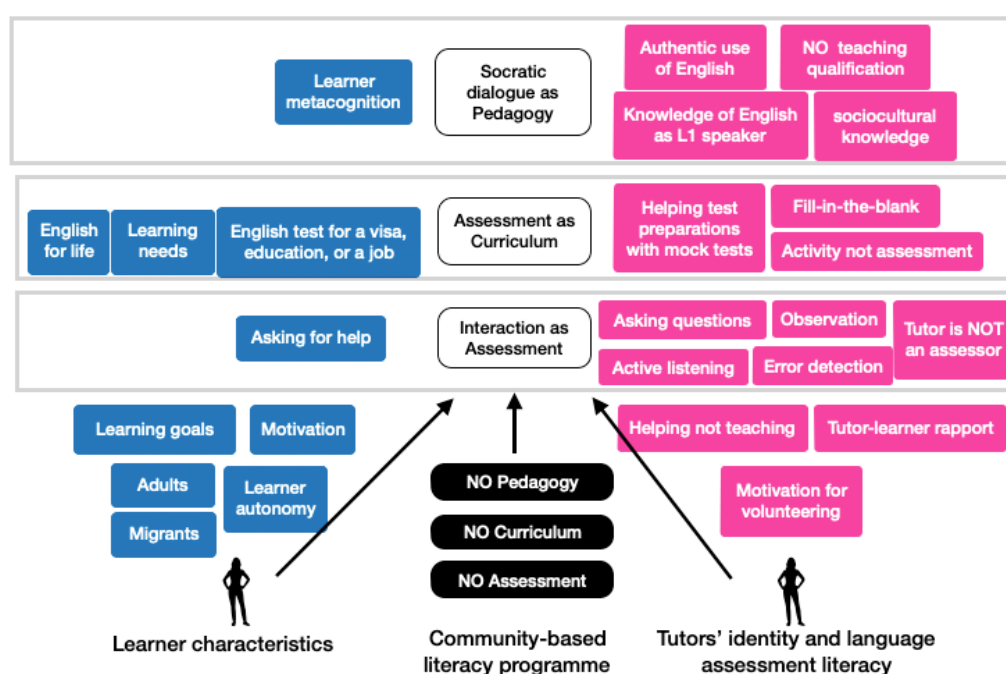 Learner
metacognition
Socratic
dialogue as
Pedagogy
Authentic use
of English
NO teaching
qualification
Knowledge of English
as L1 speaker
sociocultural
knowledge
English
for life
Learning
needs
English test for a visa,
education, or a job
Assessment as
Curriculum
Helping test
preparations
with mock tests
Fill-in-the-blank
Activity not assessment
Asking for help
Interaction as
Assessment
Asking questions
Observation
Tutor is NOT
an assessor
Active listening
Error detection
Learning goals
Motivation
Adults
Learner
autonomy
Migrants
NO Pedagogy
NO Curriculum
NO Assessment
Helping not teaching
Tutor-learner rapport
Motivation for
volunteering
Learner characteristics
Community-based
literacy programme
Tutors’ identity and language
assessment literacy